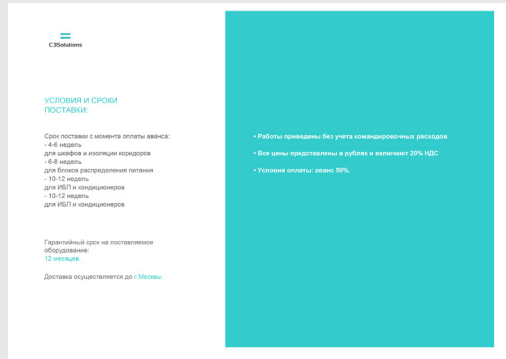 C3Solutions
УСЛОВИЯ И СРОКИ
ПОСТАВКИ:
Срок поставки с момента оплаты аванса:
- 4-6 недель
для шкафов и изоляции коридоров
- 6-8 недель
для блоков распределения питания
- 10-12 недель
для ИБП и кондиционеров
- 10-12 недель
для ИБП и кондиционеров
Гарантийный срок на поставляемое
оборудование:
12 месяцев
Доставка осуществляется до г.Москвы.
• Работы приведены без учета командировочных расходов
• Все цены представлены в рублях и включают 20% НДС
• Условия оплаты: аванс 50%.